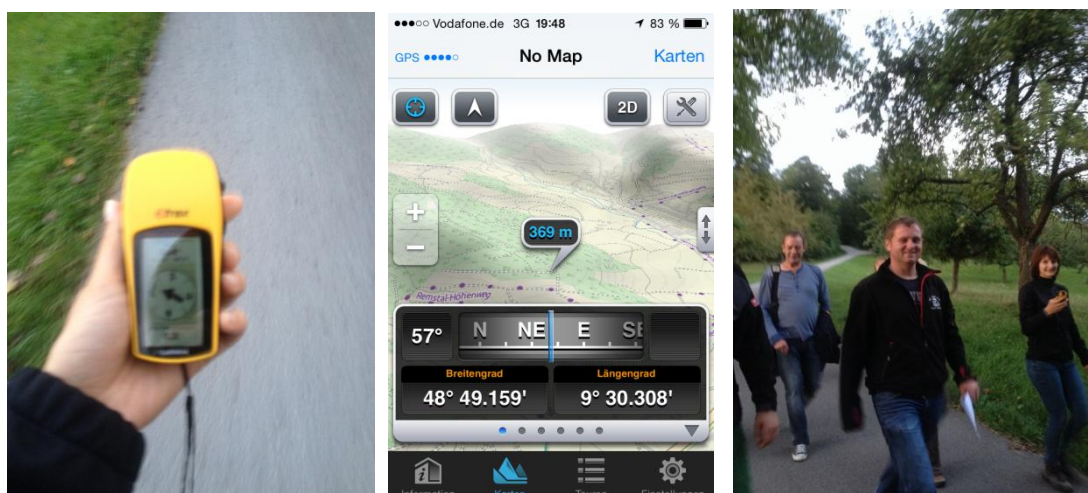 eTrex
GARMIN
●●●○○ Vodafone.de 3G 19:48 83 %
GPS ●●●●○ No Map Karten
2D
+
369 m
−
Remstal-Höhenweg
57° N NE E SE
Breitengrad Längengrad
48° 49.159' 9° 30.308'
Information Karten Touren Einstellungen